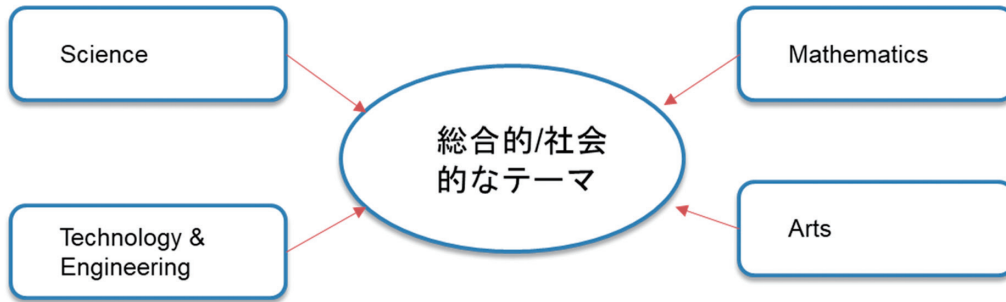 Science
Mathematics
総合的/社会
的なテーマ
Technology &
Engineering
Arts